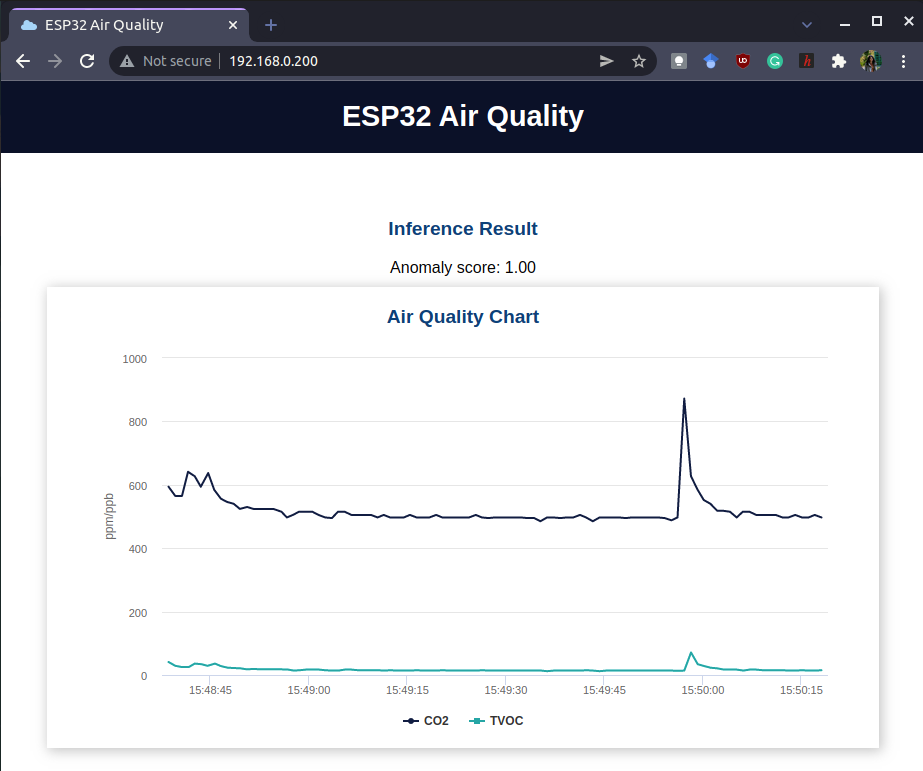 ESP32 Air Quality
Not secure 192.168.0.200
ESP32 Air Quality
Inference Result
Anomaly score: 1.00
Air Quality Chart
1000
800
600
400
200
0
ppm/ppb
15:48:45 15:49:00 15:49:15 15:49:30 15:49:45 15:50:00 15:50:15
CO2 TVOC